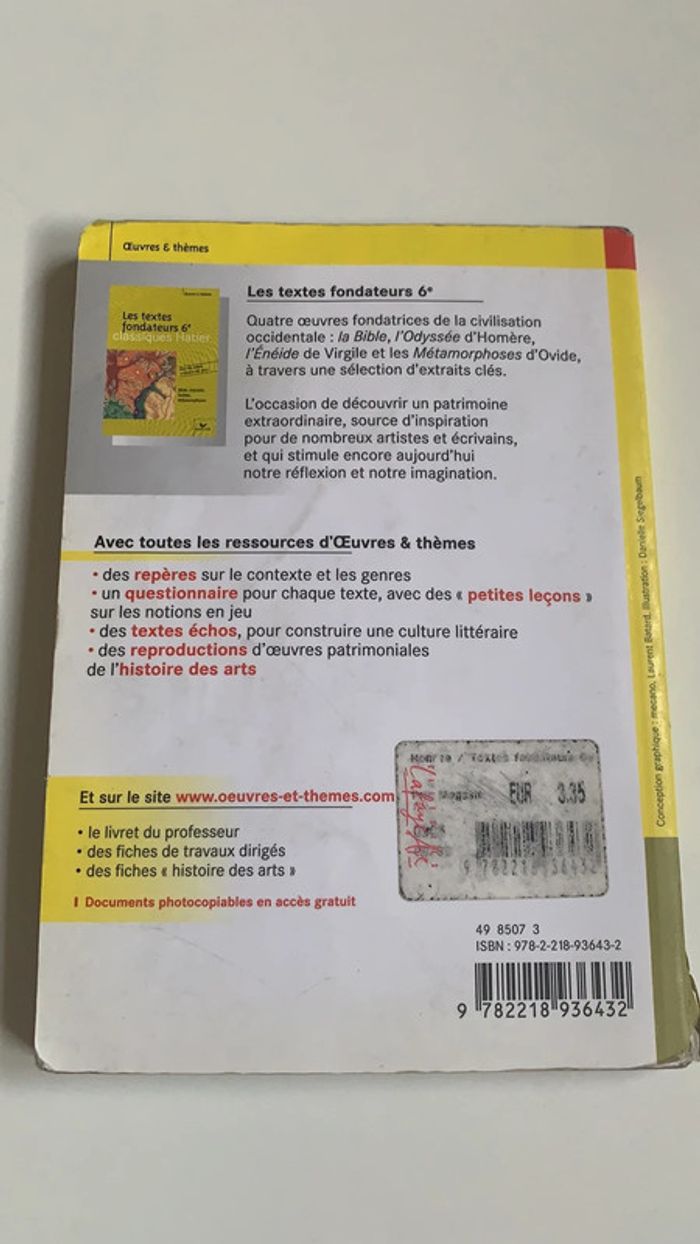 Œuvres & thèmes
Les textes
fondateurs 6e
classiques Hatier
Les textes fondateurs 6e
Quatre œuvres fondatrices de la civilisation
occidentale : la Bible, l'Odyssée d'Homère,
l'Énéide de Virgile et les Métamorphoses d'Ovide,
à travers une sélection d'extraits clés.
L'occasion de découvrir un patrimoine
extraordinaire, source d'inspiration
pour de nombreux artistes et écrivains,
et qui stimule encore aujourd'hui
notre réflexion et notre imagination.
Avec toutes les ressources d'Œuvres & thèmes
• des repères sur le contexte et les genres
• un questionnaire pour chaque texte, avec des « petites leçons »
sur les notions en jeu
• des textes échos, pour construire une culture littéraire
• des reproductions d'œuvres patrimoniales
de l'histoire des arts
Et sur le site www.oeuvres-et-themes.com
• le livret du professeur
• des fiches de travaux dirigés
• des fiches « histoire des arts »
Documents photocopiables en accès gratuit
EUR 3.35
9 782218 936432
49 8507 3
ISBN : 978-2-218-93643-2
9 782218 936432
Conception graphique : mecano, Laurent Batard. Illustration : Danielle Siegelbaum